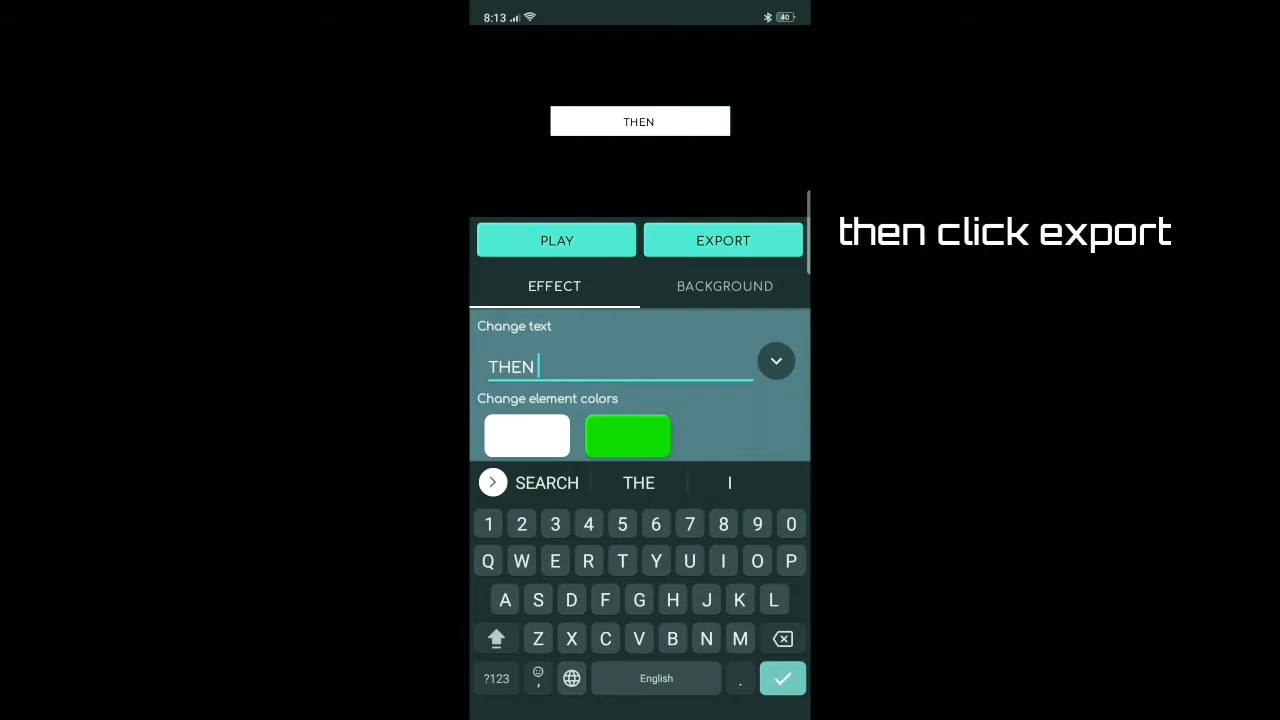 8:13
40
THEN
PLAY EXPORT
then click export
EFFECT BACKGROUND
Change text
THEN
Change element colors
SEARCH THE I
1 2 3 4 5 6 7 8 9 0
Q W E R T Y U I O P
A S D F G H J K L
Z X C V B N M
?123 , English .